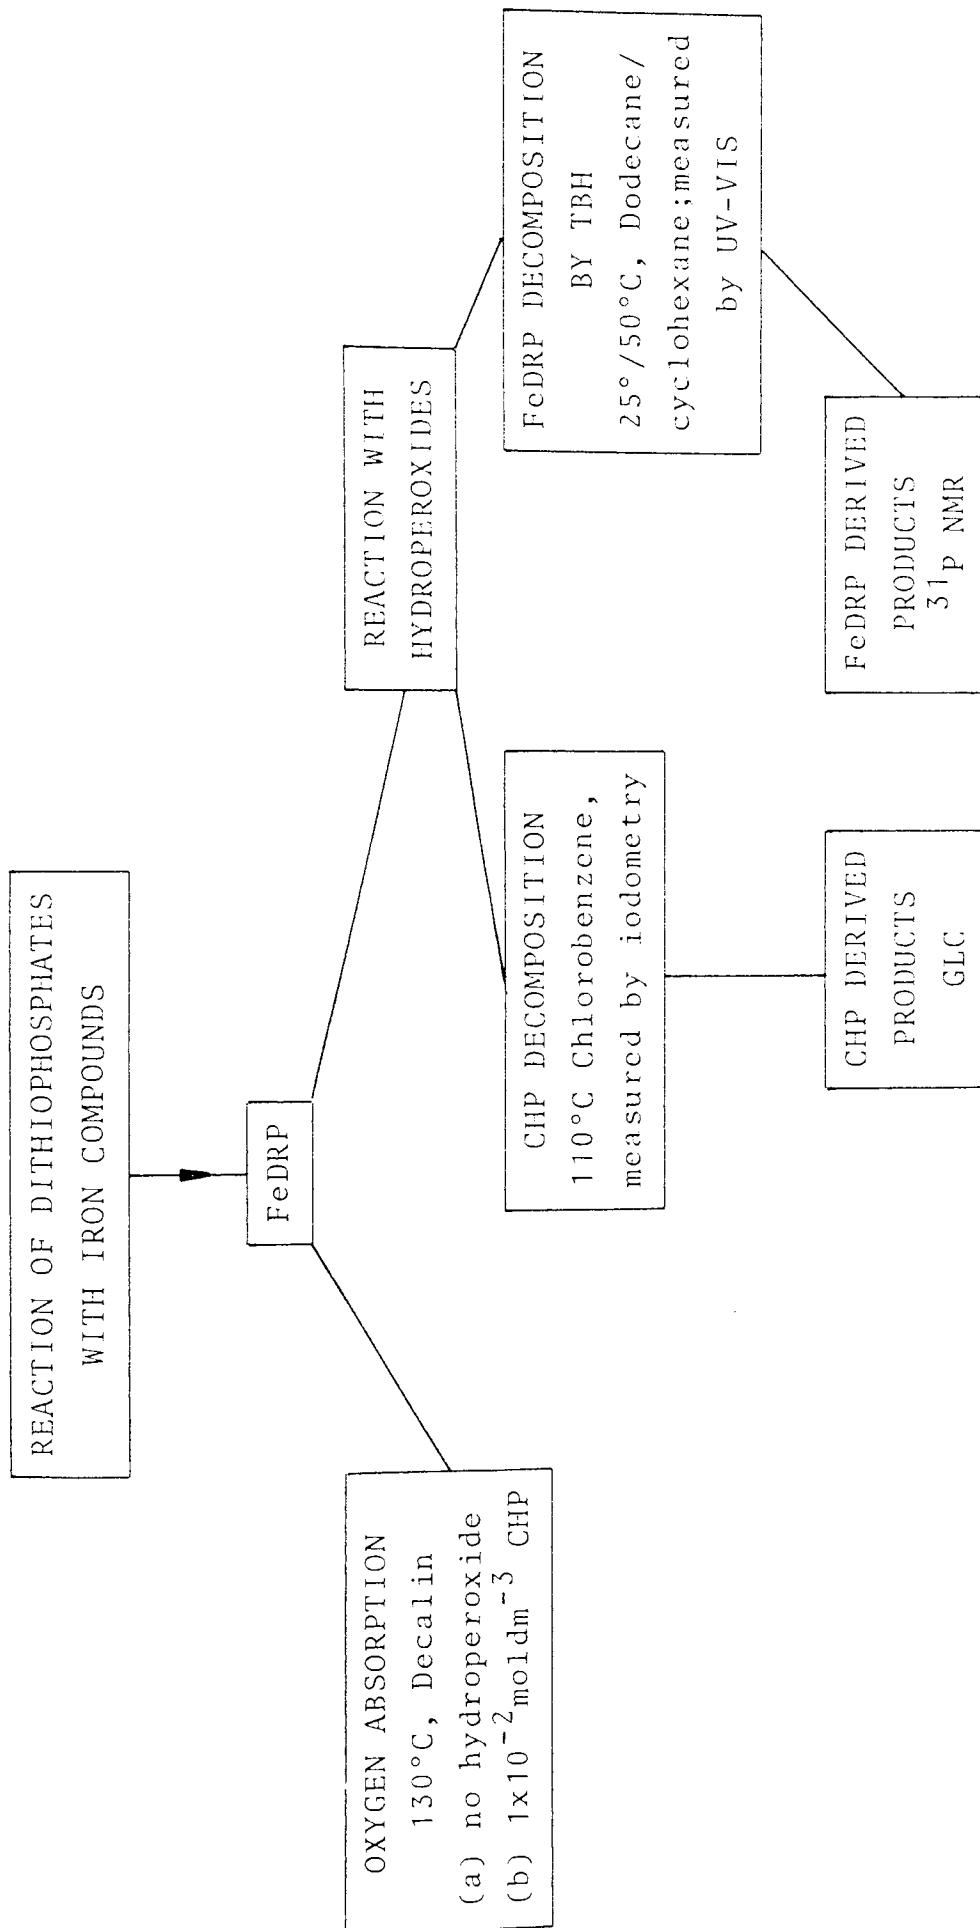 REACTION OF DITHIOPHOSPHATES
WITH IRON COMPOUNDS
FeDRP
OXYGEN ABSORPTION
130°C, Decalin
(a) no hydroperoxide
(b) 1x10⁻²moldm⁻³ CHP
REACTION WITH
HYDROPEROXIDES
CHP DECOMPOSITION
110°C Chlorobenzene,
measured by iodometry
FeDRP DECOMPOSITION
BY TBH
25°/50°C, Dodecane/
cyclohexane;measured
by UV-VIS
CHP DERIVED
PRODUCTS
GLC
FeDRP DERIVED
PRODUCTS
³¹P NMR